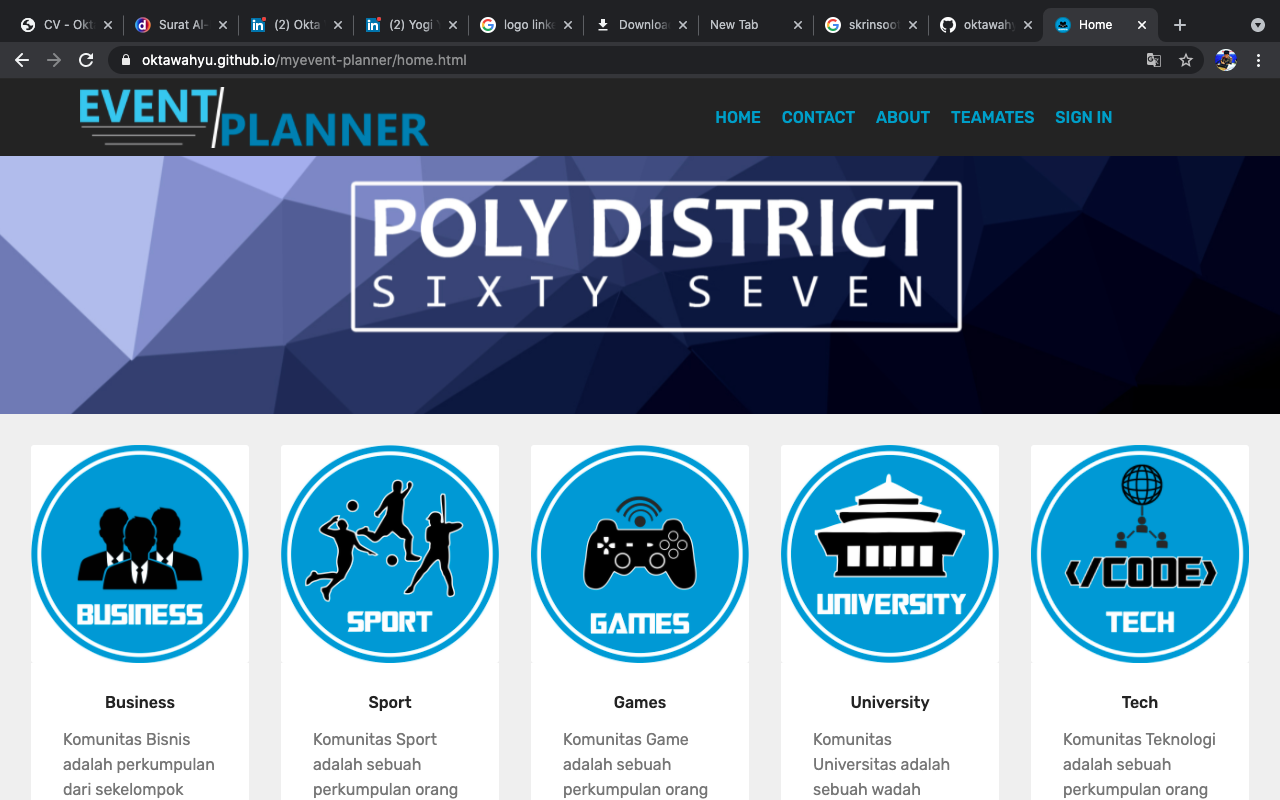 CV - Okt
Surat Al-
(2) Okta
(2) Yogi
logo link
Downloa
New Tab
skrinsoot
oktawahy
Home
oktawahyu.github.io/myevent-planner/home.html
EVENT/PLANNER
HOME CONTACT ABOUT TEAMATES SIGN IN
POLY DISTRICT
SIXTY SEVEN
BUSINESS
SPORT
GAMES
UNIVERSITY
</CODE>
TECH
Business
Komunitas Bisnis
adalah perkumpulan
dari sekelompok
Sport
Komunitas Sport
adalah sebuah
perkumpulan orang
Games
Komunitas Game
adalah sebuah
perkumpulan orang
University
Komunitas
Universitas adalah
sebuah wadah
Tech
Komunitas Teknologi
adalah sebuah
perkumpulan orang